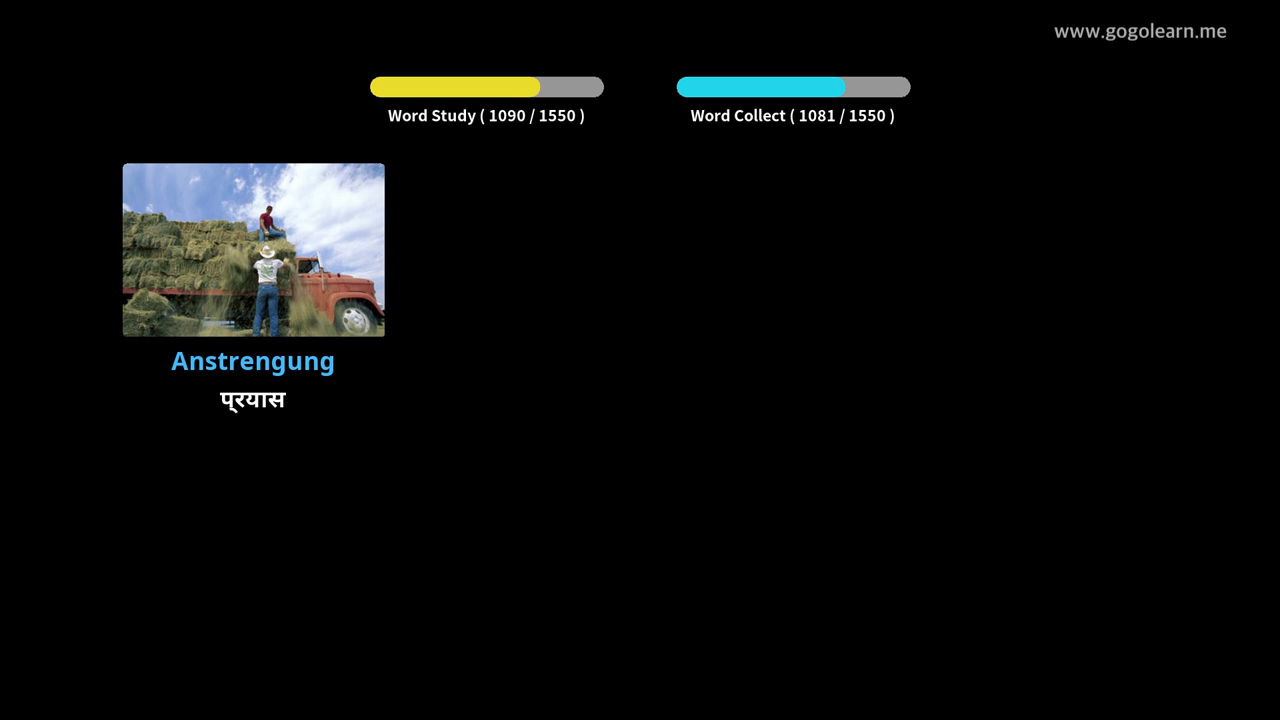 www.gogolearn.me
Word Study ( 1090 / 1550 )
Word Collect ( 1081 / 1550 )
Anstrengung
प्रयास